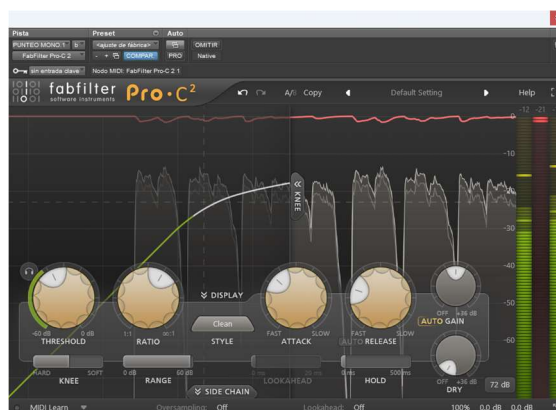 Pista Preset Auto
PUNTEO MONO 1 b <ajuste de fábrica> OMITIR
FabFilter Pro-C 2 - + COMPAR PRO Native
sin entrada clave Nodo MIDI: FabFilter Pro-C 2 1
fabfilter Pro·C² A/B Copy Default Setting Help
software instruments
-12 -21
0
-10
-20
-30
-40
-50
-60
KNEE
DISPLAY
OFF +36 dB
-60 dB 0 dB 1:1 ∞:1 Clean FAST SLOW FAST SLOW AUTO GAIN
THRESHOLD RATIO STYLE ATTACK (AUTO) RELEASE
HARD SOFT 0 dB 60 dB 0 ms 500 ms OFF +36 dB
KNEE RANGE LOOKAHEAD HOLD DRY 72 dB
SIDE CHAIN
MIDI Learn Oversampling: Off Lookahead: Off 100% 0.0 dB 0.0 dB